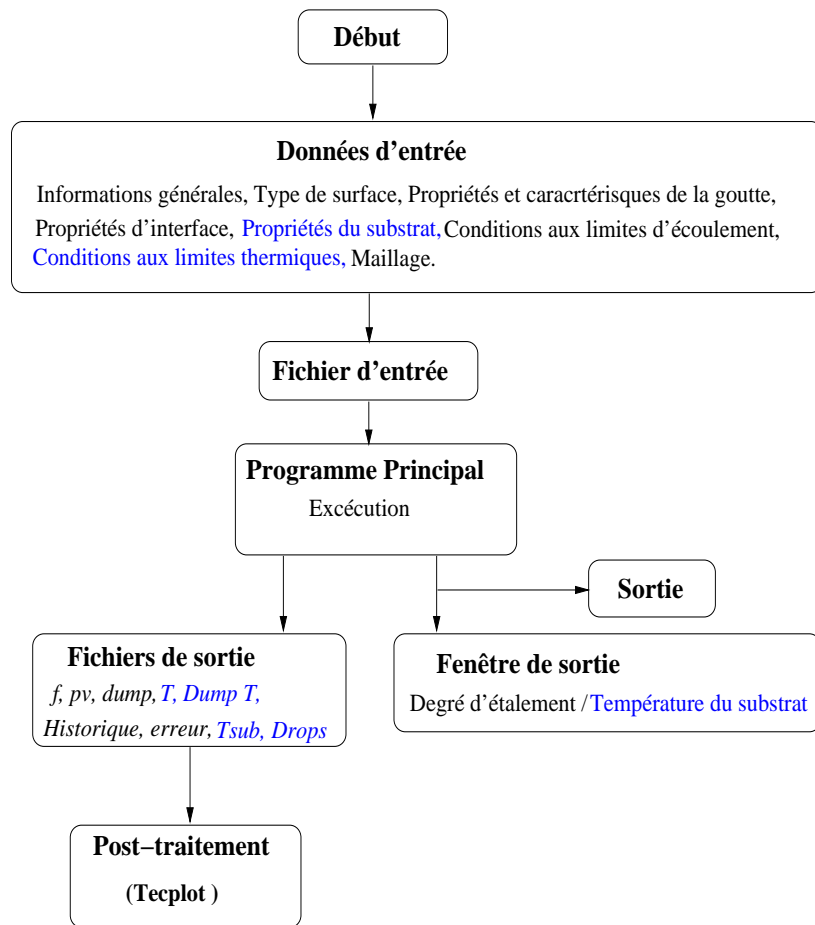 Début
Données d'entrée
Informations générales, Type de surface, Propriétés et caracrtérisques de la goutte,
Propriétés d'interface, Propriétés du substrat, Conditions aux limites d'écoulement,
Conditions aux limites thermiques, Maillage.
Fichier d'entrée
Programme Principal
Excécution
Sortie
Fichiers de sortie
f, pv, dump, T, Dump T,
Historique, erreur, Tsub, Drops
Fenêtre de sortie
Degré d'étalement / Température du substrat
Post−traitement
(Tecplot )